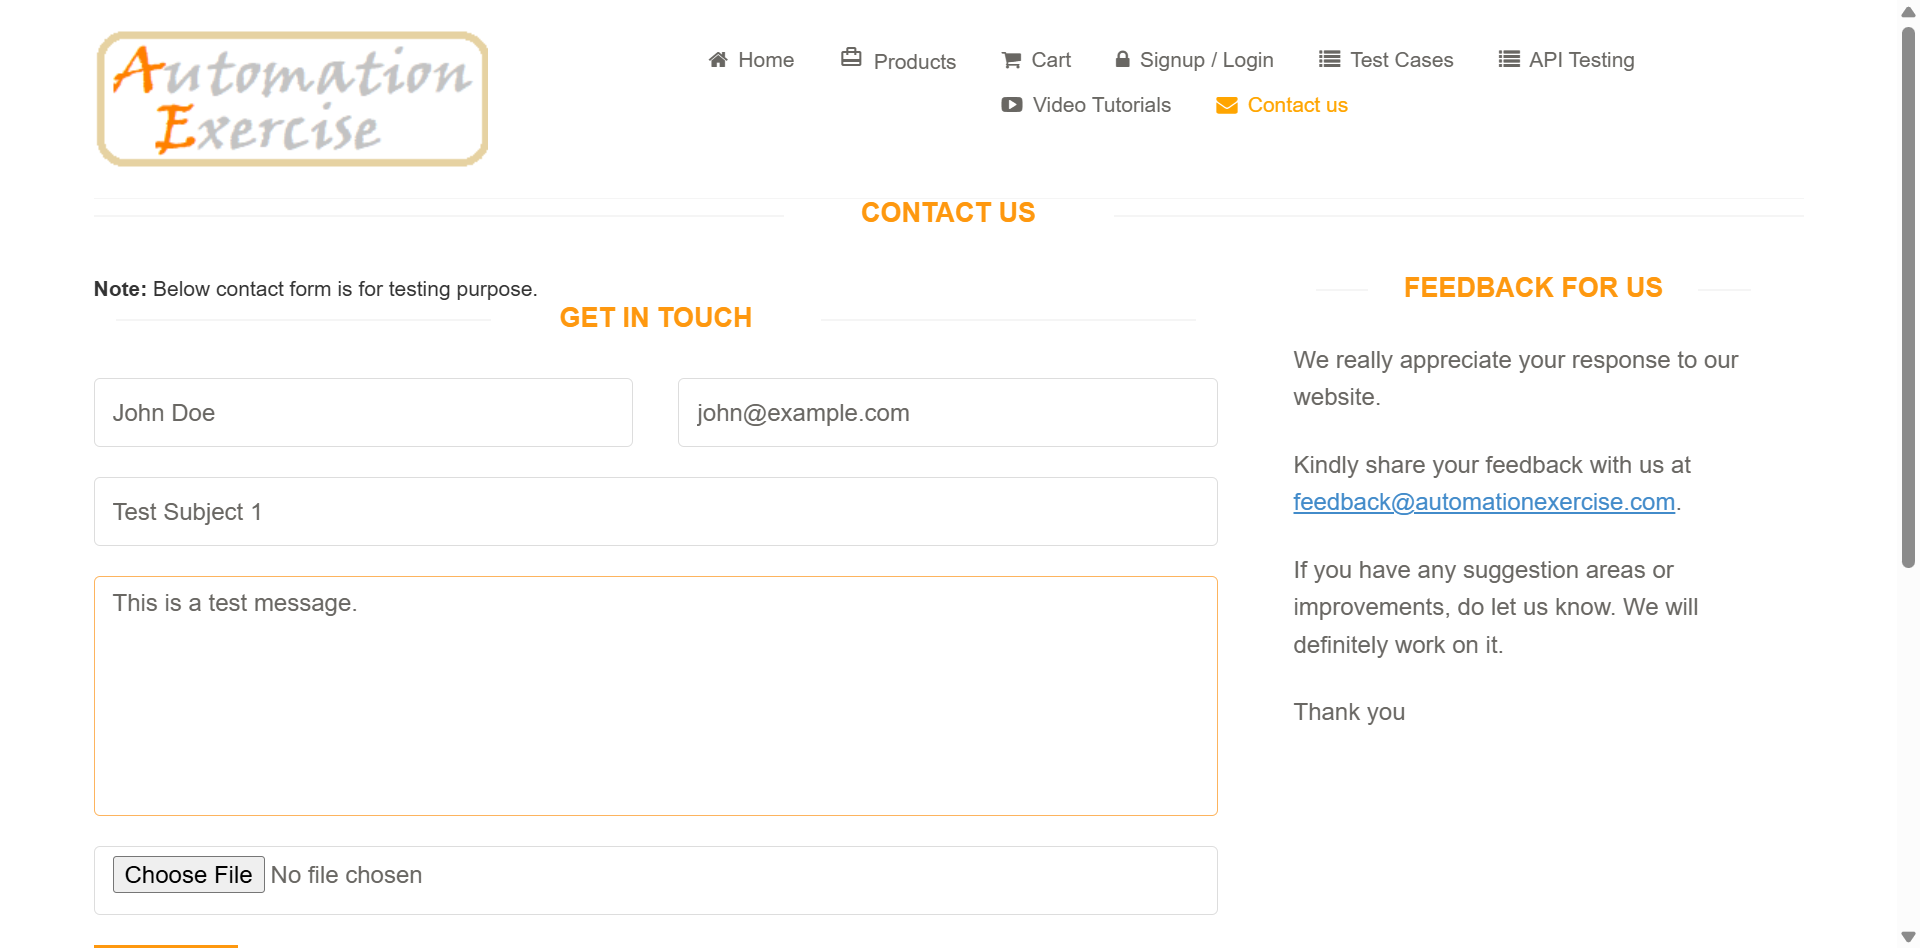 Automation
Exercise
Home
Products
Cart
Signup / Login
Test Cases
API Testing
Video Tutorials
Contact us
CONTACT US
Note: Below contact form is for testing purpose.
GET IN TOUCH
John Doe
john@example.com
Test Subject 1
This is a test message.
Choose File No file chosen
FEEDBACK FOR US
We really appreciate your response to our
website.
Kindly share your feedback with us at
feedback@automationexercise.com.
If you have any suggestion areas or
improvements, do let us know. We will
definitely work on it.
Thank you